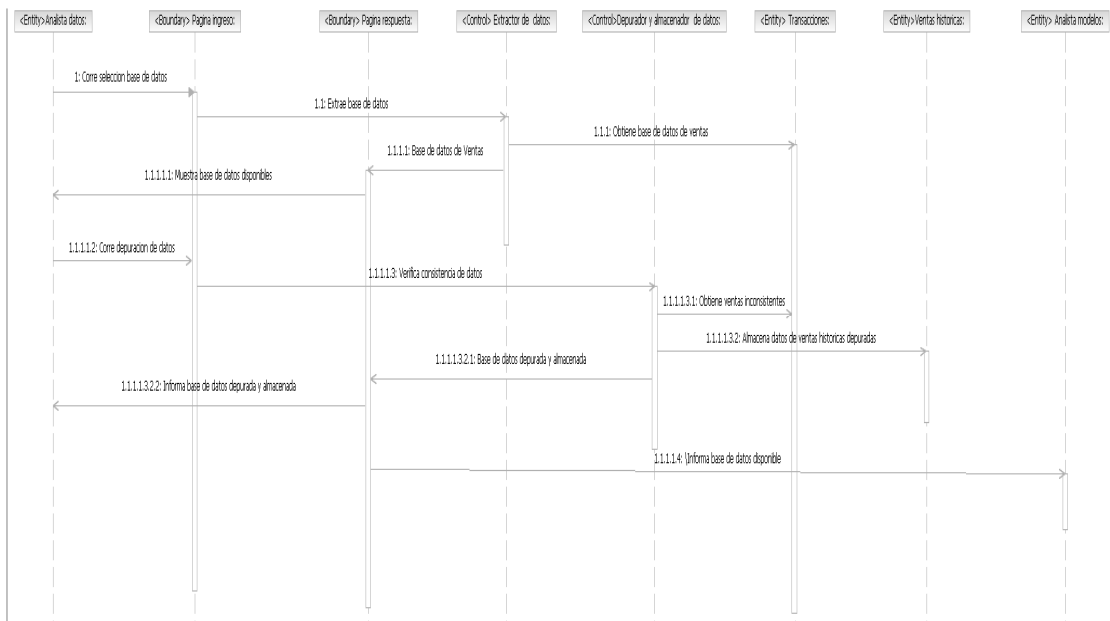 <Entity>Analista datos:
<Boundary> Pagina ingreso:
<Boundary> Pagina respuesta:
<Control> Extractor de datos:
<Control>Depurador y almacenador de datos:
<Entity> Transacciones:
<Entity>Ventas historicas:
<Entity> Analista modelos:
1: Corre seleccion base de datos
1.1: Extrae base de datos
1.1.1: Obtiene base de datos de ventas
1.1.1.1: Base de datos de Ventas
1.1.1.1.1: Muestra base de datos disponibles
1.1.1.1.2: Corre depuracion de datos
1.1.1.1.3: Verifica consistencia de datos
1.1.1.1.3.1: Obtiene ventas inconsistentes
1.1.1.1.3.2: Almacena datos de ventas historicas depuradas
1.1.1.1.3.2.1: Base de datos depurada y almacenada
1.1.1.1.3.2.2: Informa base de datos depurada y almacenada
1.1.1.1.4: \Informa base de datos disponible